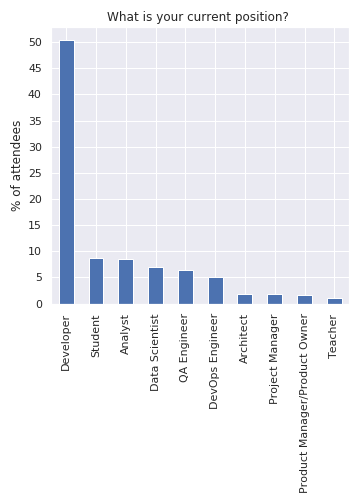 What is your current position?
% of attendees
50
45
40
35
30
25
20
15
10
5
0
Developer
Student
Analyst
Data Scientist
QA Engineer
DevOps Engineer
Architect
Project Manager
Product Manager/Product Owner
Teacher